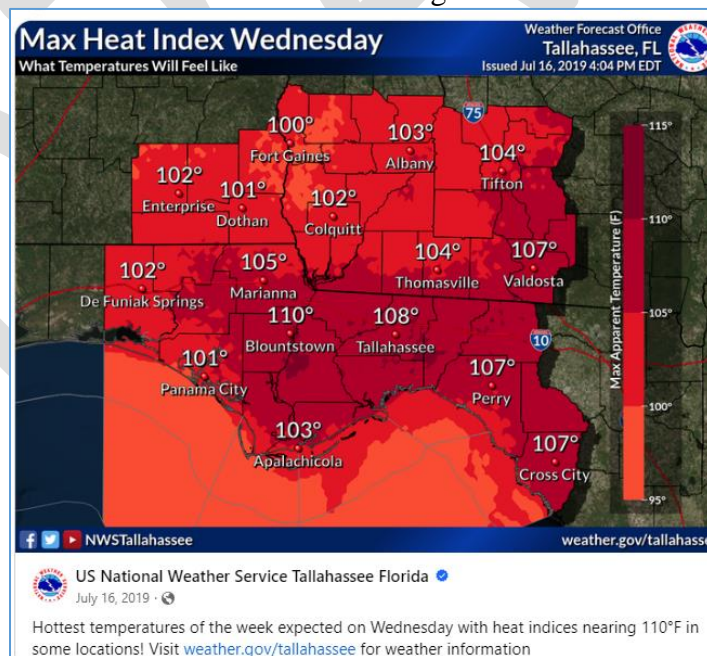 Max Heat Index Wednesday
What Temperatures Will Feel Like
Weather Forecast Office
Tallahassee, FL
Issued Jul 16, 2019 4:04 PM EDT
75
100°
Fort Gaines
103°
Albany
104°
Tifton
102°
Enterprise
101°
Dothan
102°
Colquitt
104°
Thomasville
107°
Valdosta
102°
De Funiak Springs
105°
Marianna
110°
Blountstown
108°
Tallahassee
10
101°
Panama City
107°
Perry
103°
Apalachicola
107°
Cross City
115°
110°
105°
100°
95°
Max Apparent Temperature (F)
NWSTallahassee
weather.gov/tallahasse
US National Weather Service Tallahassee Florida
July 16, 2019 ·
Hottest temperatures of the week expected on Wednesday with heat indices nearing 110°F in
some locations! Visit weather.gov/tallahassee for weather information